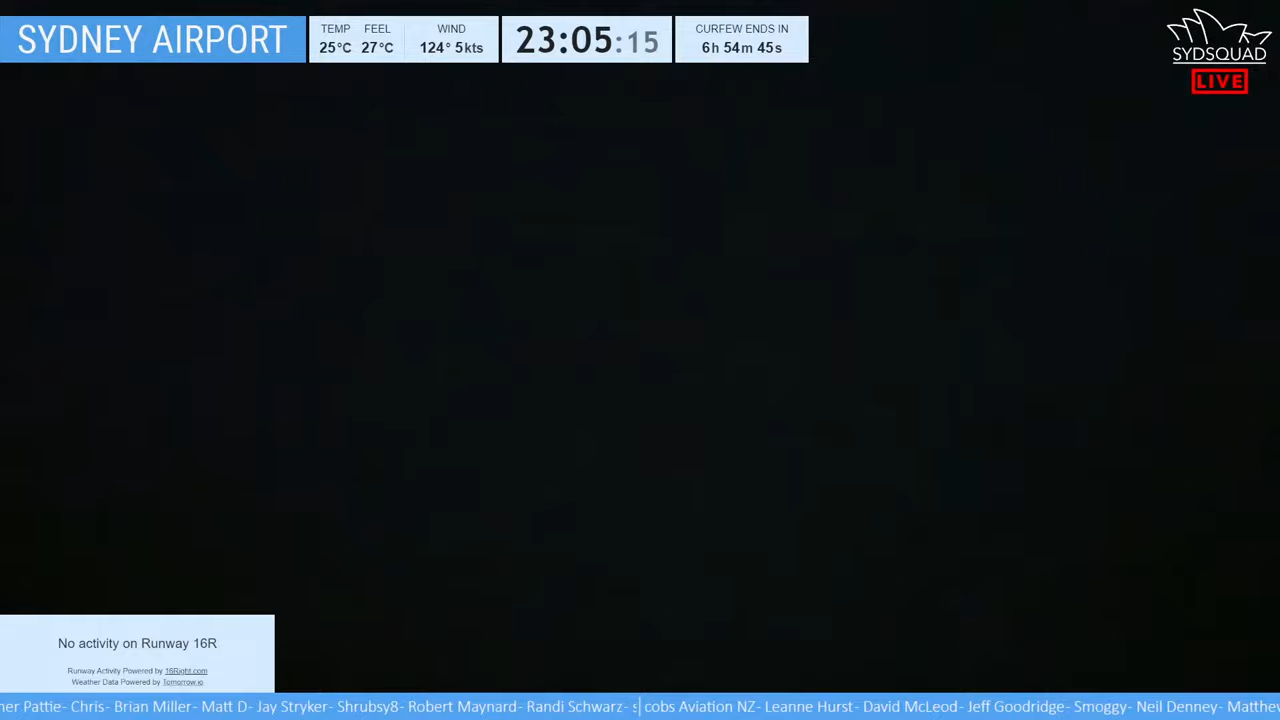 SYDNEY AIRPORT
TEMP FEEL WIND
25°C 27°C 124° 5kts
23:05:15
CURFEW ENDS IN
6h 54m 45s
SYDSQUAD
LIVE
No activity on Runway 16R
Runway Activity Powered by 16Right.com
Weather Data Powered by Tomorrow.io
her Pattie- Chris- Brian Miller- Matt D- Jay Stryker- Shrubsy8- Robert Maynard- Randi Schwarz- s| cobs Aviation NZ- Leanne Hurst- David McLeod- Jeff Goodridge- Smoggy- Neil Denney- Matthew